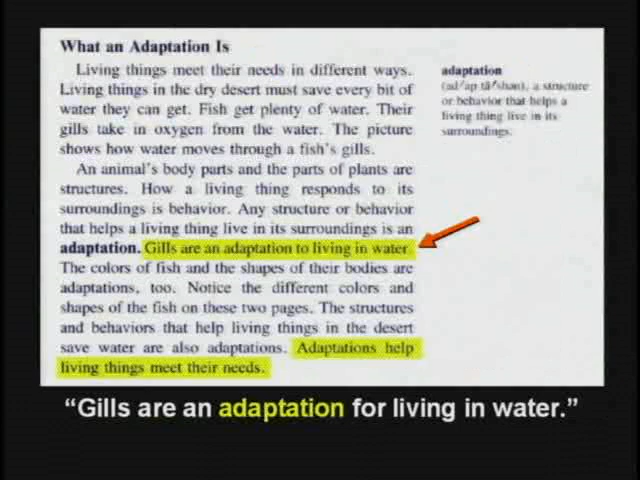 What an Adaptation Is
Living things meet their needs in different ways.
Living things in the dry desert must save every bit of
water they can get. Fish get plenty of water. Their
gills take in oxygen from the water. The picture
shows how water moves through a fish's gills.
An animal's body parts and the parts of plants are
structures. How a living thing responds to its
surroundings is behavior. Any structure or behavior
that helps a living thing live in its surroundings is an
adaptation. Gills are an adaptation to living in water.
The colors of fish and the shapes of their bodies are
adaptations, too. Notice the different colors and
shapes of the fish on these two pages. The structures
and behaviors that help living things in the desert
save water are also adaptations. Adaptations help
living things meet their needs.
adaptation
(ad/ap tā′shən), a structure
or behavior that helps a
living thing live in its
surroundings.
“Gills are an adaptation for living in water.”